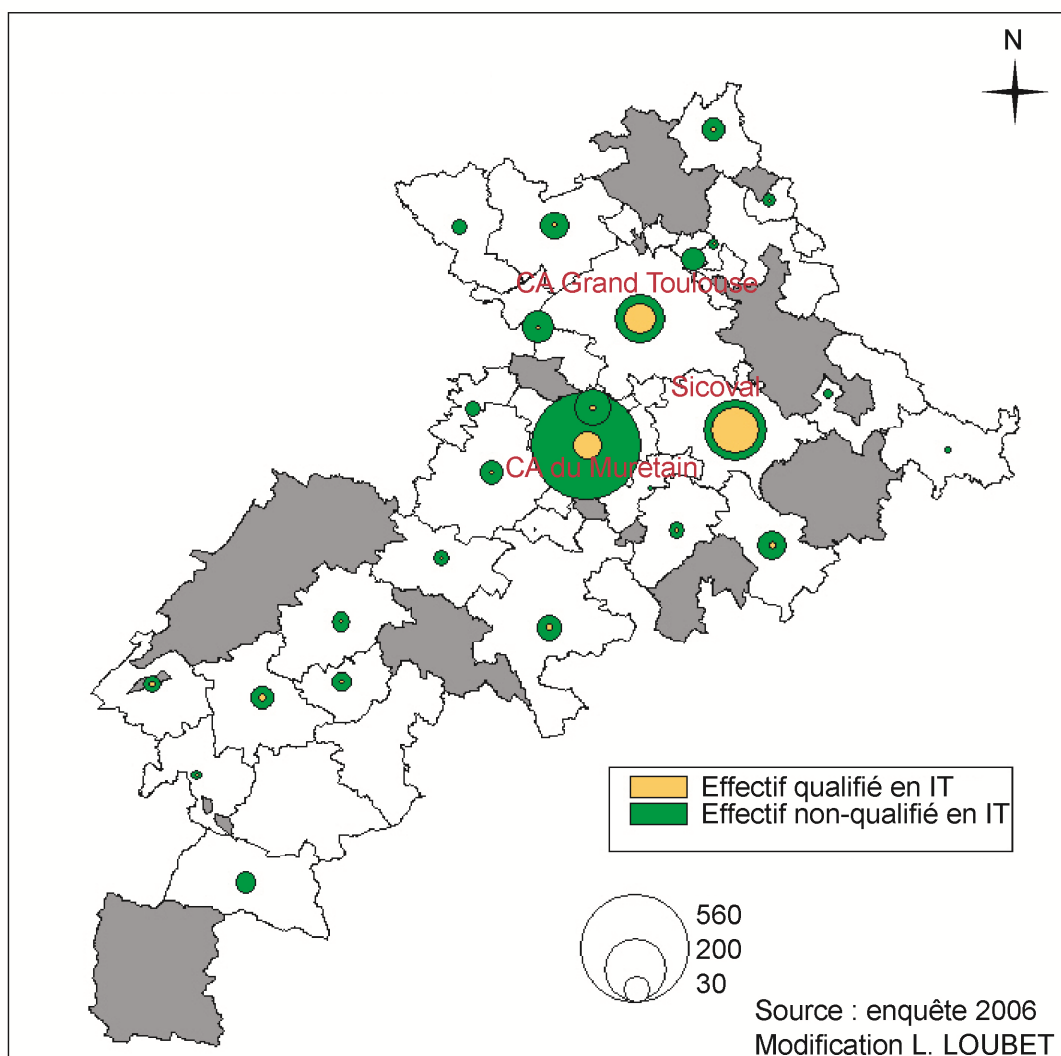 N
CA Grand Toulouse
Sicoval
CA du Muretain
Effectif qualifié en IT
Effectif non-qualifié en IT
560
200
30
Source : enquête 2006
Modification L. LOUBET